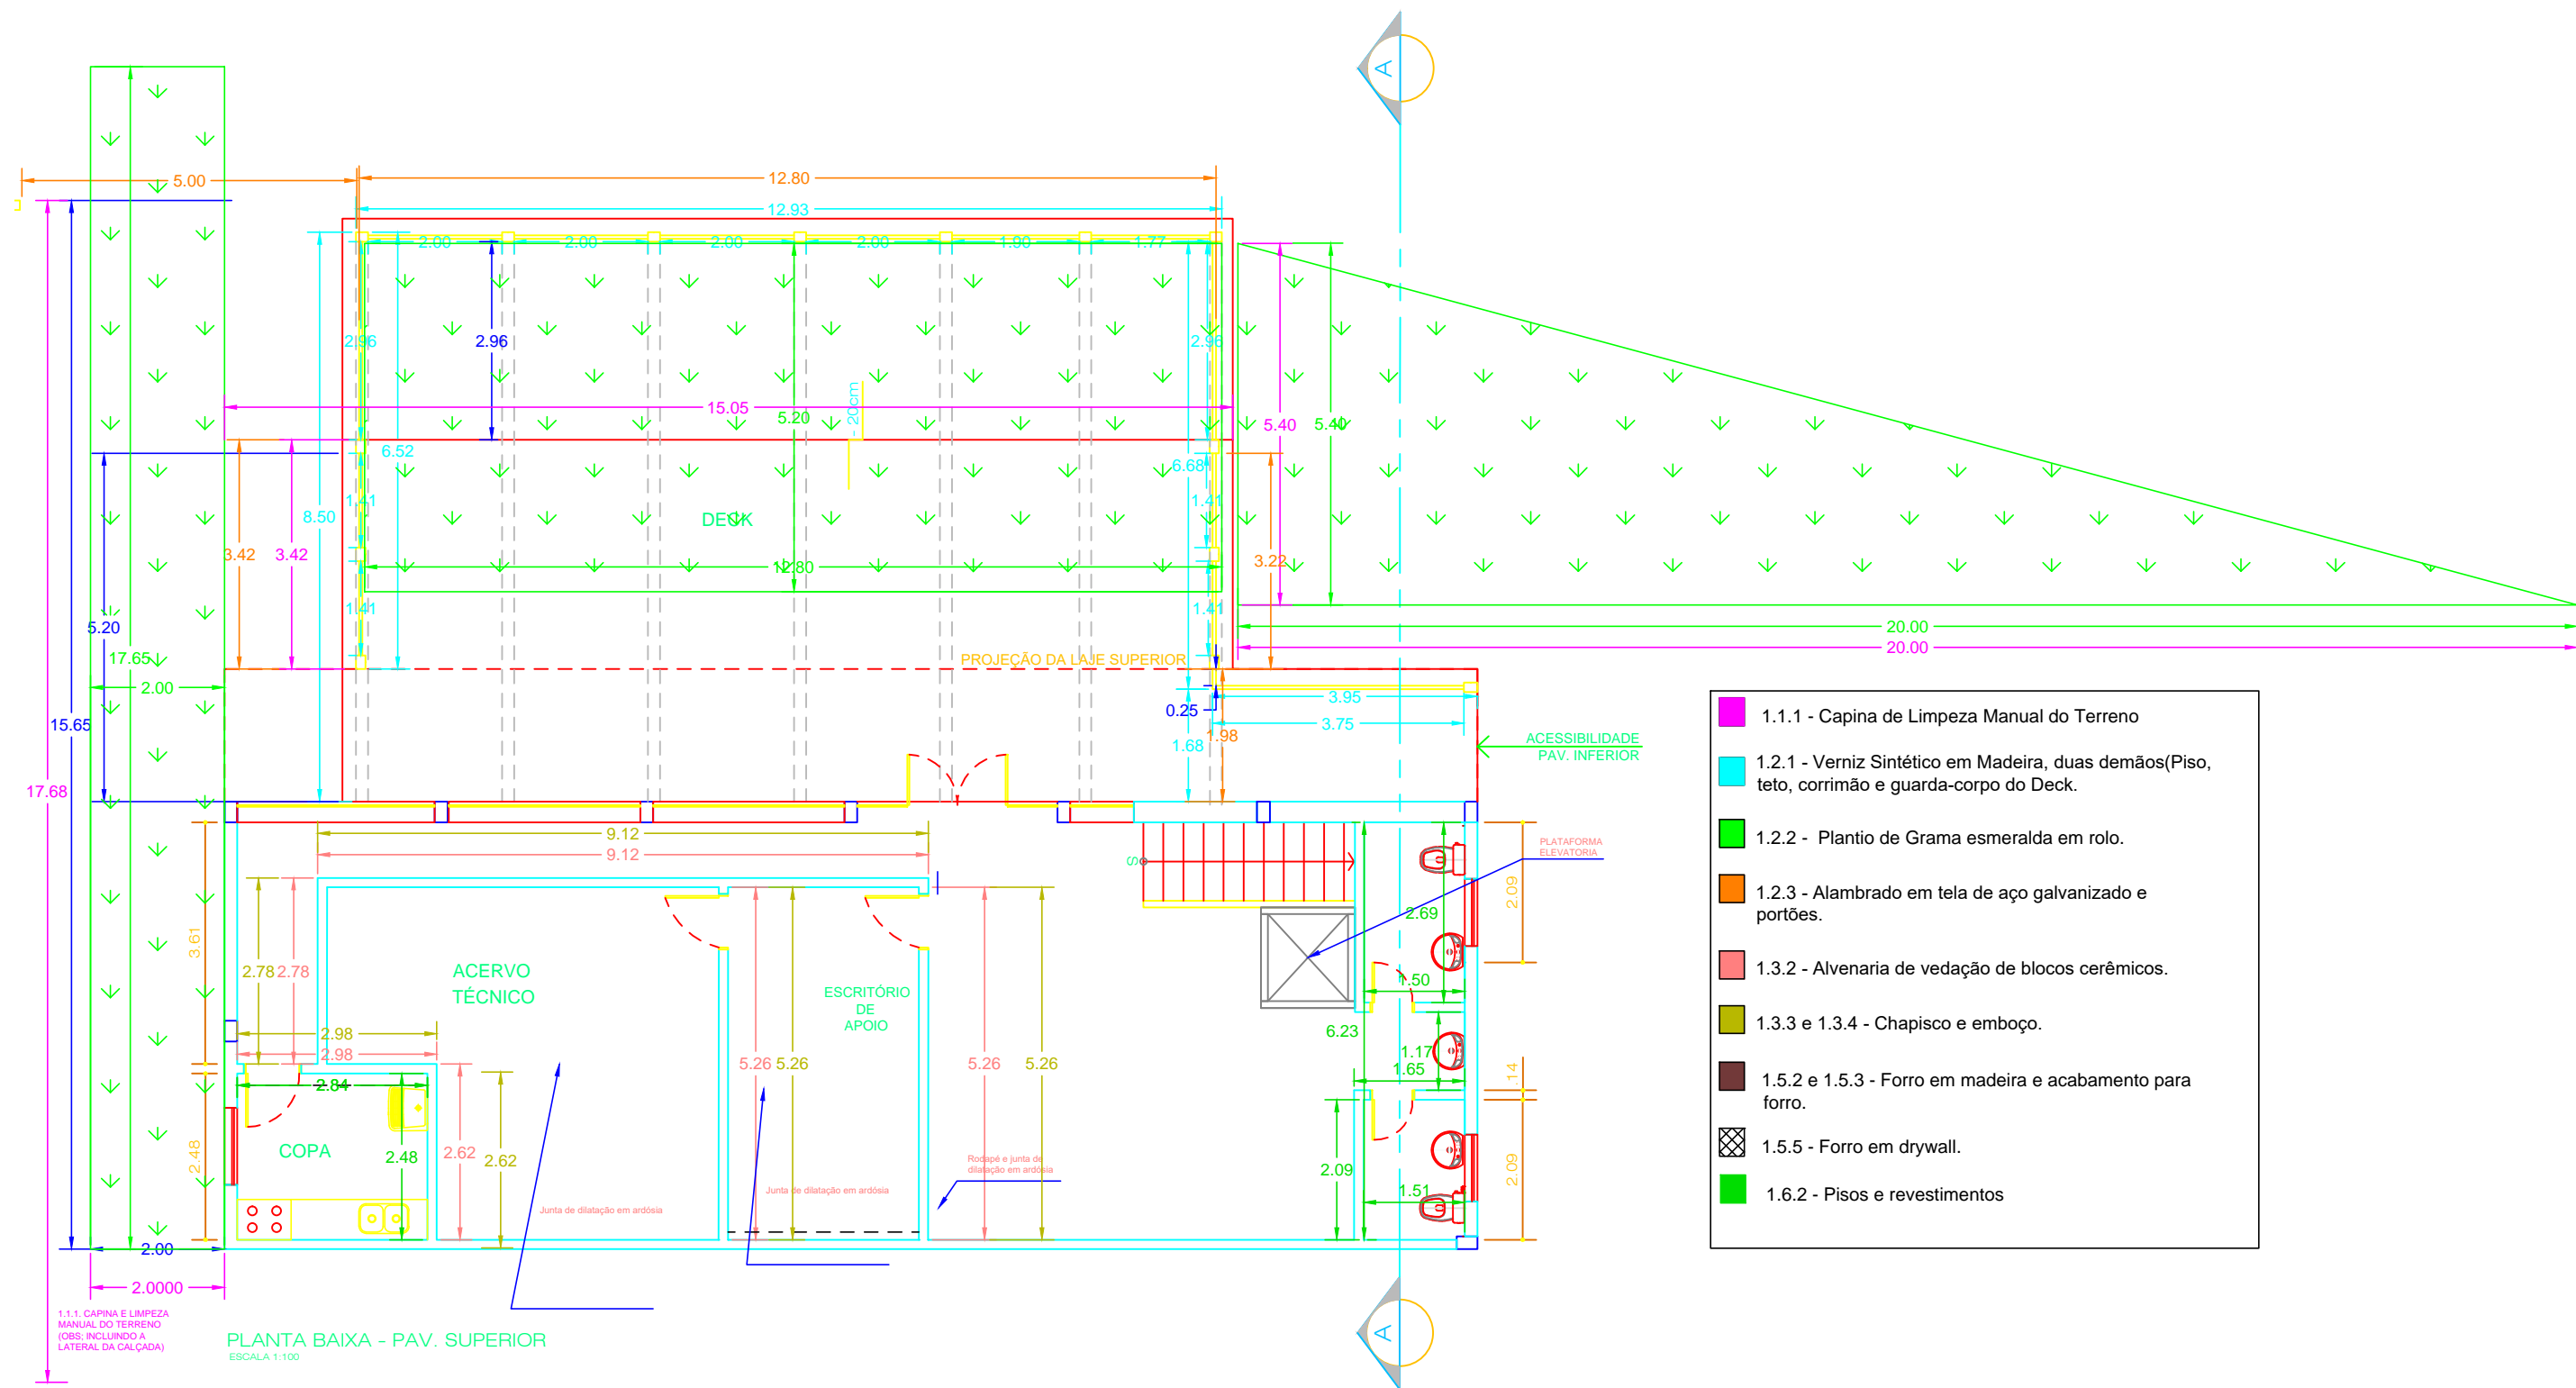 A
5.00
12.80
12.93
2.00
2.00
2.00
2.00
1.90
1.77
2.96
2.96
2.96
15.05
- 20cm
5.20
5.40
5.40
6.52
6.68
1.41
1.41
8.50
DECK
3.42
3.42
3.22
12.80
1.41
1.41
5.20
17.65
20.00
20.00
PROJEÇÃO DA LAJE SUPERIOR
2.00
3.95
0.25
3.75
15.65
1.98
1.68
ACESSIBILIDADE
PAV. INFERIOR
17.68
9.12
9.12
S
PLATAFORMA
ELEVATORIA
2.09
2.69
3.61
2.78
2.78
ACERVO
TÉCNICO
ESCRITÓRIO
DE
APOIO
1.50
6.23
2.98
2.98
5.26
5.26
5.26
5.26
1.17
1.65
.14
2.84
COPA
2.48
2.48
2.62
2.62
Rodapé e junta de
dilatação em ardósia
Junta de dilatação em ardósia
Junta de dilatação em ardósia
2.09
1.51
2.09
2.00
2.0000
1.1.1. CAPINA E LIMPEZA
MANUAL DO TERRENO
(OBS; INCLUINDO A
LATERAL DA CALÇADA)
PLANTA BAIXA - PAV. SUPERIOR
ESCALA 1:100
A
1.1.1 - Capina de Limpeza Manual do Terreno
1.2.1 - Verniz Sintético em Madeira, duas demãos(Piso,
teto, corrimão e guarda-corpo do Deck.
1.2.2 - Plantio de Grama esmeralda em rolo.
1.2.3 - Alambrado em tela de aço galvanizado e
portões.
1.3.2 - Alvenaria de vedação de blocos cerêmicos.
1.3.3 e 1.3.4 - Chapisco e emboço.
1.5.2 e 1.5.3 - Forro em madeira e acabamento para
forro.
1.5.5 - Forro em drywall.
1.6.2 - Pisos e revestimentos